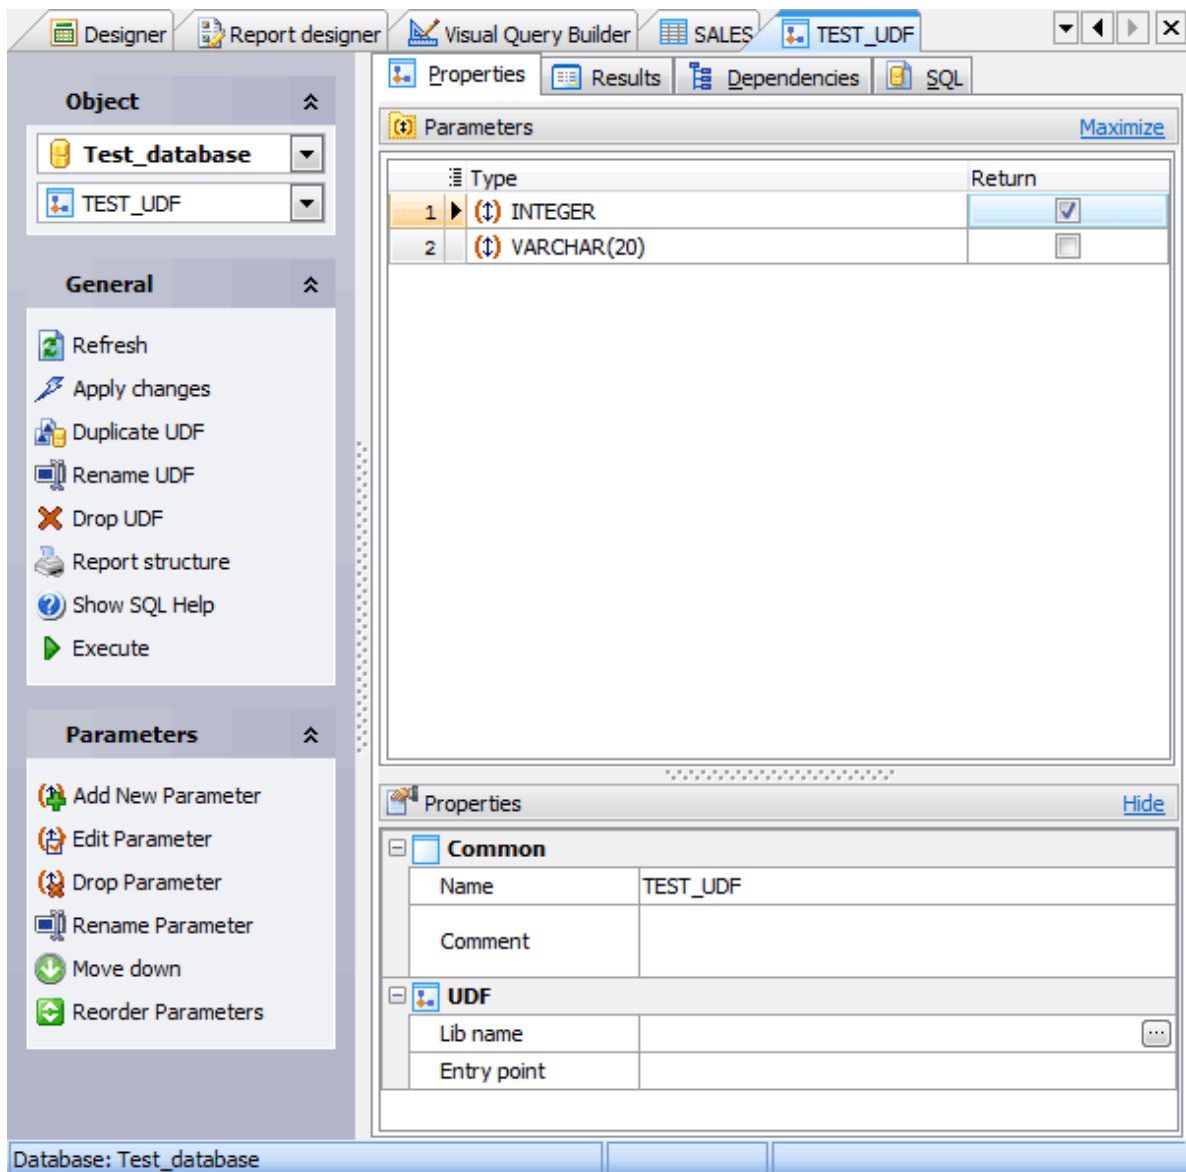 Designer Report designer Visual Query Builder SALES TEST_UDF
Properties Results Dependencies SQL
Object
Test_database
TEST_UDF
General
Refresh
Apply changes
Duplicate UDF
Rename UDF
Drop UDF
Report structure
Show SQL Help
Execute
Parameters
Add New Parameter
Edit Parameter
Drop Parameter
Rename Parameter
Move down
Reorder Parameters
Parameters Maximize
Type Return
1 INTEGER
2 VARCHAR(20)
Properties Hide
Common
Name TEST_UDF
Comment
UDF
Lib name
Entry point
Database: Test_database